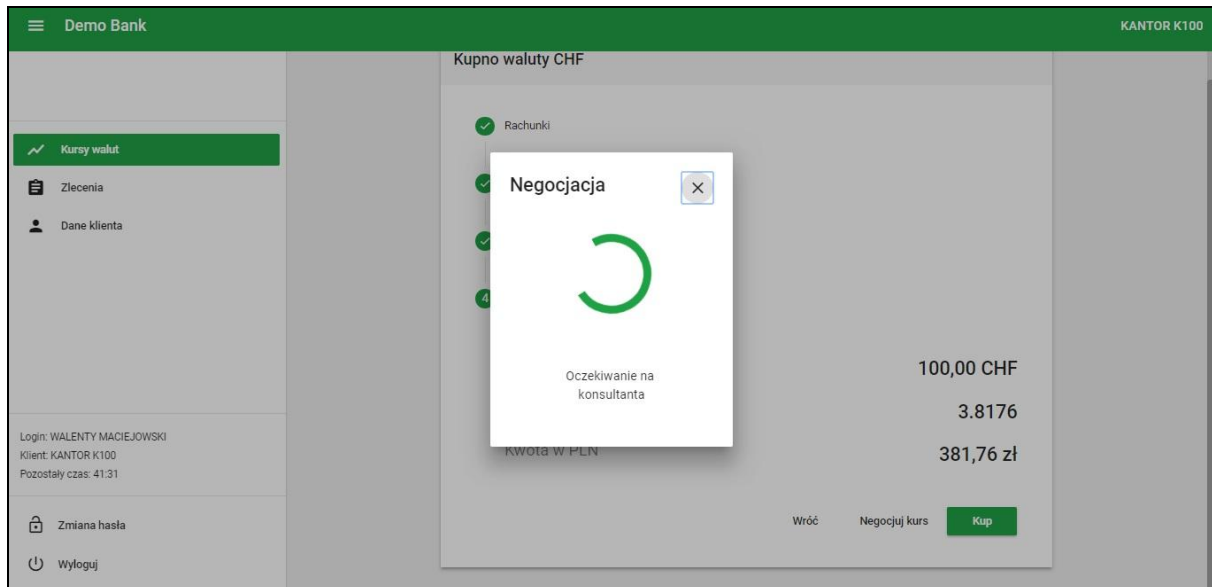 Demo Bank
KANTOR K100
Kupno waluty CHF
Rachunki
Kursy walut
Zlecenia
Dane klienta
Negocjacja
4
Oczekiwanie na
konsultanta
100,00 CHF
3.8176
Kwota w PLN
381,76 zł
Login: WALENTY MACIEJOWSKI
Klient: KANTOR K100
Pozostały czas: 41:31
Wróć
Negocjuj kurs
Kup
Zmiana hasła
Wyloguj